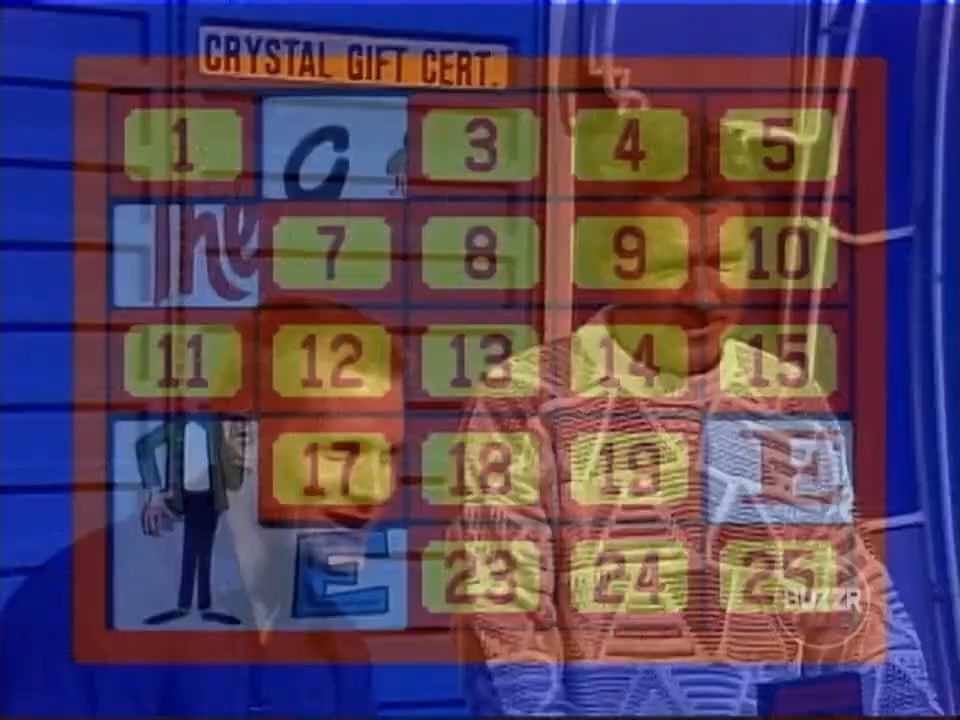 CRYSTAL GIFT CERT.
1 C 3 4 5
The 7 8 9 10
11 12 13 14 15
17 18 19
E 23 24 25
BUZZR